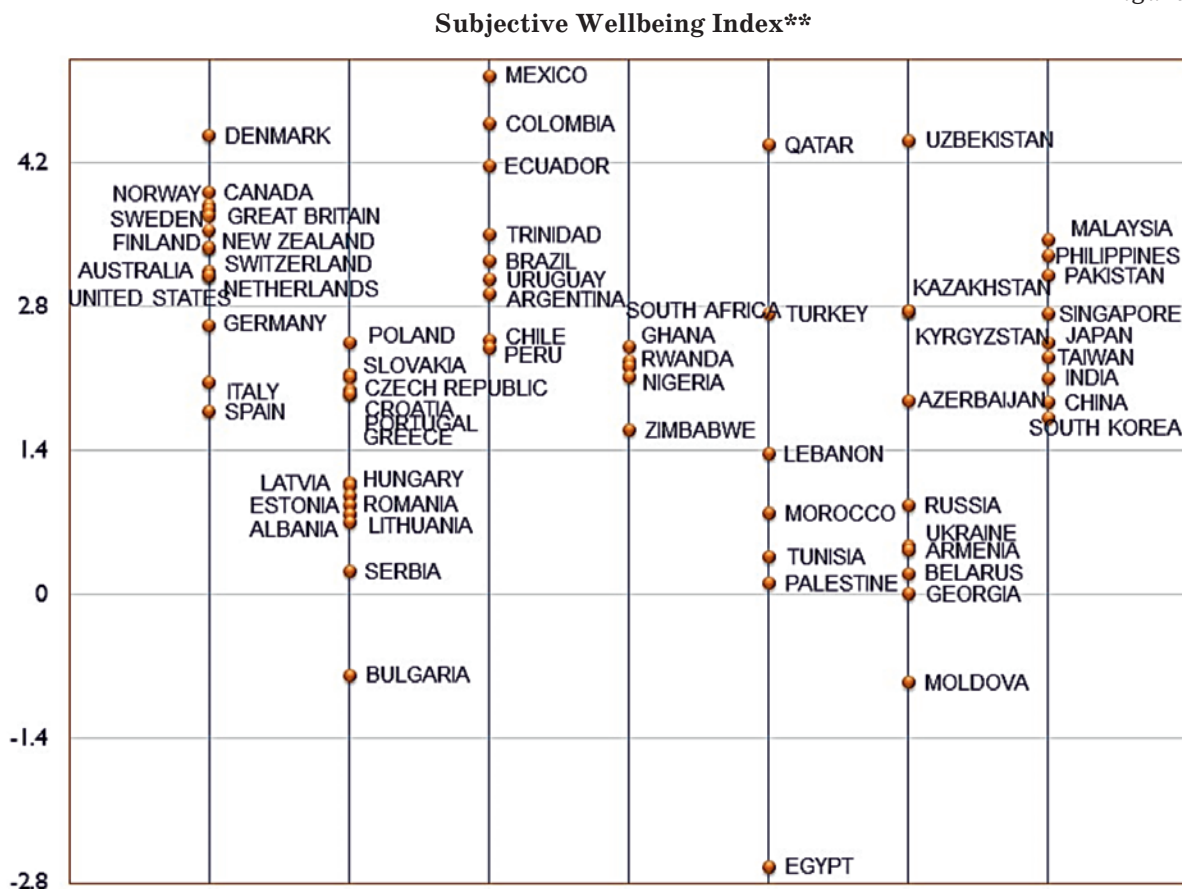 Subjective Wellbeing Index**
MEXICO
COLOMBIA
DENMARK
QATAR
UZBEKISTAN
4.2
ECUADOR
NORWAY
CANADA
SWEDEN
GREAT BRITAIN
FINLAND
NEW ZEALAND
TRINIDAD
MALAYSIA
AUSTRALIA
SWITZERLAND
BRAZIL
PHILIPPINES
UNITED STATES
NETHERLANDS
URUGUAY
PAKISTAN
ARGENTINA
KAZAKHSTAN
2.8
SOUTH AFRICA
TURKEY
SINGAPORE
GERMANY
POLAND
CHILE
GHANA
KYRGYZSTAN
JAPAN
PERU
RWANDA
TAIWAN
SLOVAKIA
NIGERIA
INDIA
ITALY
CZECH REPUBLIC
SPAIN
CROATIA
AZERBAIJAN
CHINA
PORTUGAL
ZIMBABWE
SOUTH KOREA
GREECE
1.4
LEBANON
LATVIA
HUNGARY
ESTONIA
ROMANIA
MOROCCO
RUSSIA
ALBANIA
LITHUANIA
UKRAINE
TUNISIA
ARMENIA
SERBIA
PALESTINE
BELARUS
0
GEORGIA
BULGARIA
MOLDOVA
-1.4
EGYPT
-2.8